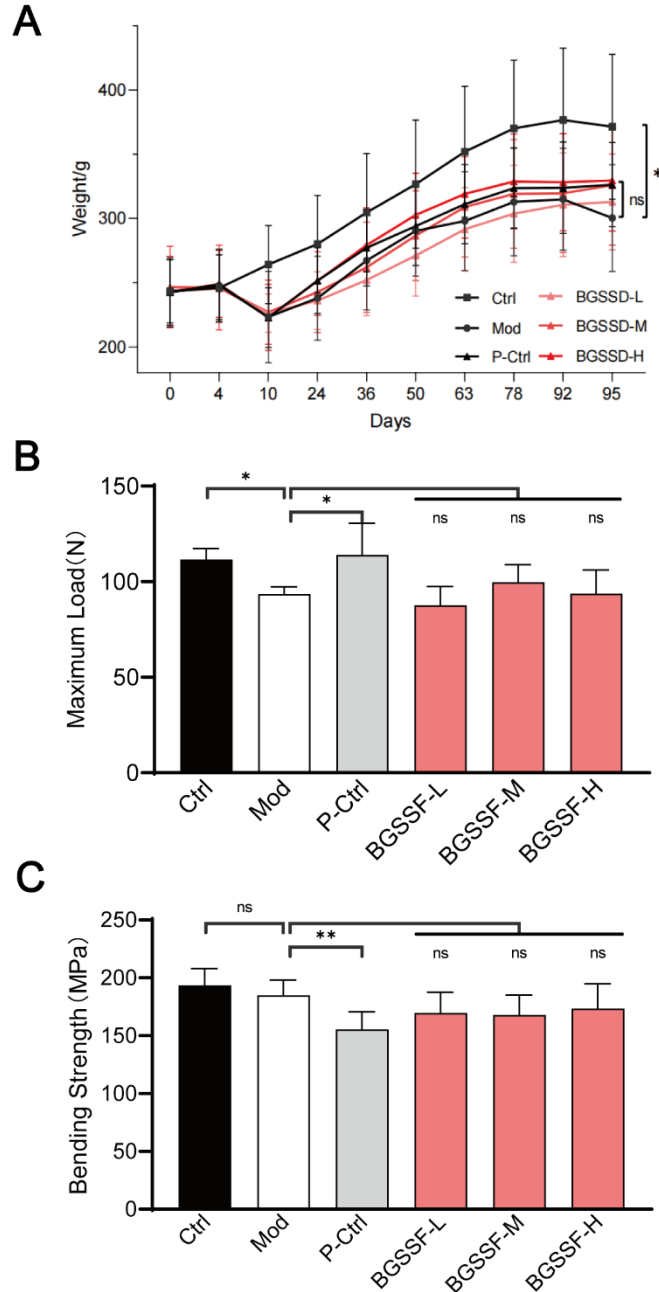 A
400
300
200
Weight/g
*
ns
Ctrl
Mod
P-Ctrl
BGSSD-L
BGSSD-M
BGSSD-H
0 4 10 24 36 50 63 78 92 95
Days
B
150
100
50
0
Maximum Load(N)
*
*
ns ns ns
Ctrl
Mod
P-Ctrl
BGSSF-L
BGSSF-M
BGSSF-H
C
250
200
150
100
50
0
Bending Strength(MPa)
ns
**
ns ns ns
Ctrl
Mod
P-Ctrl
BGSSF-L
BGSSF-M
BGSSF-H